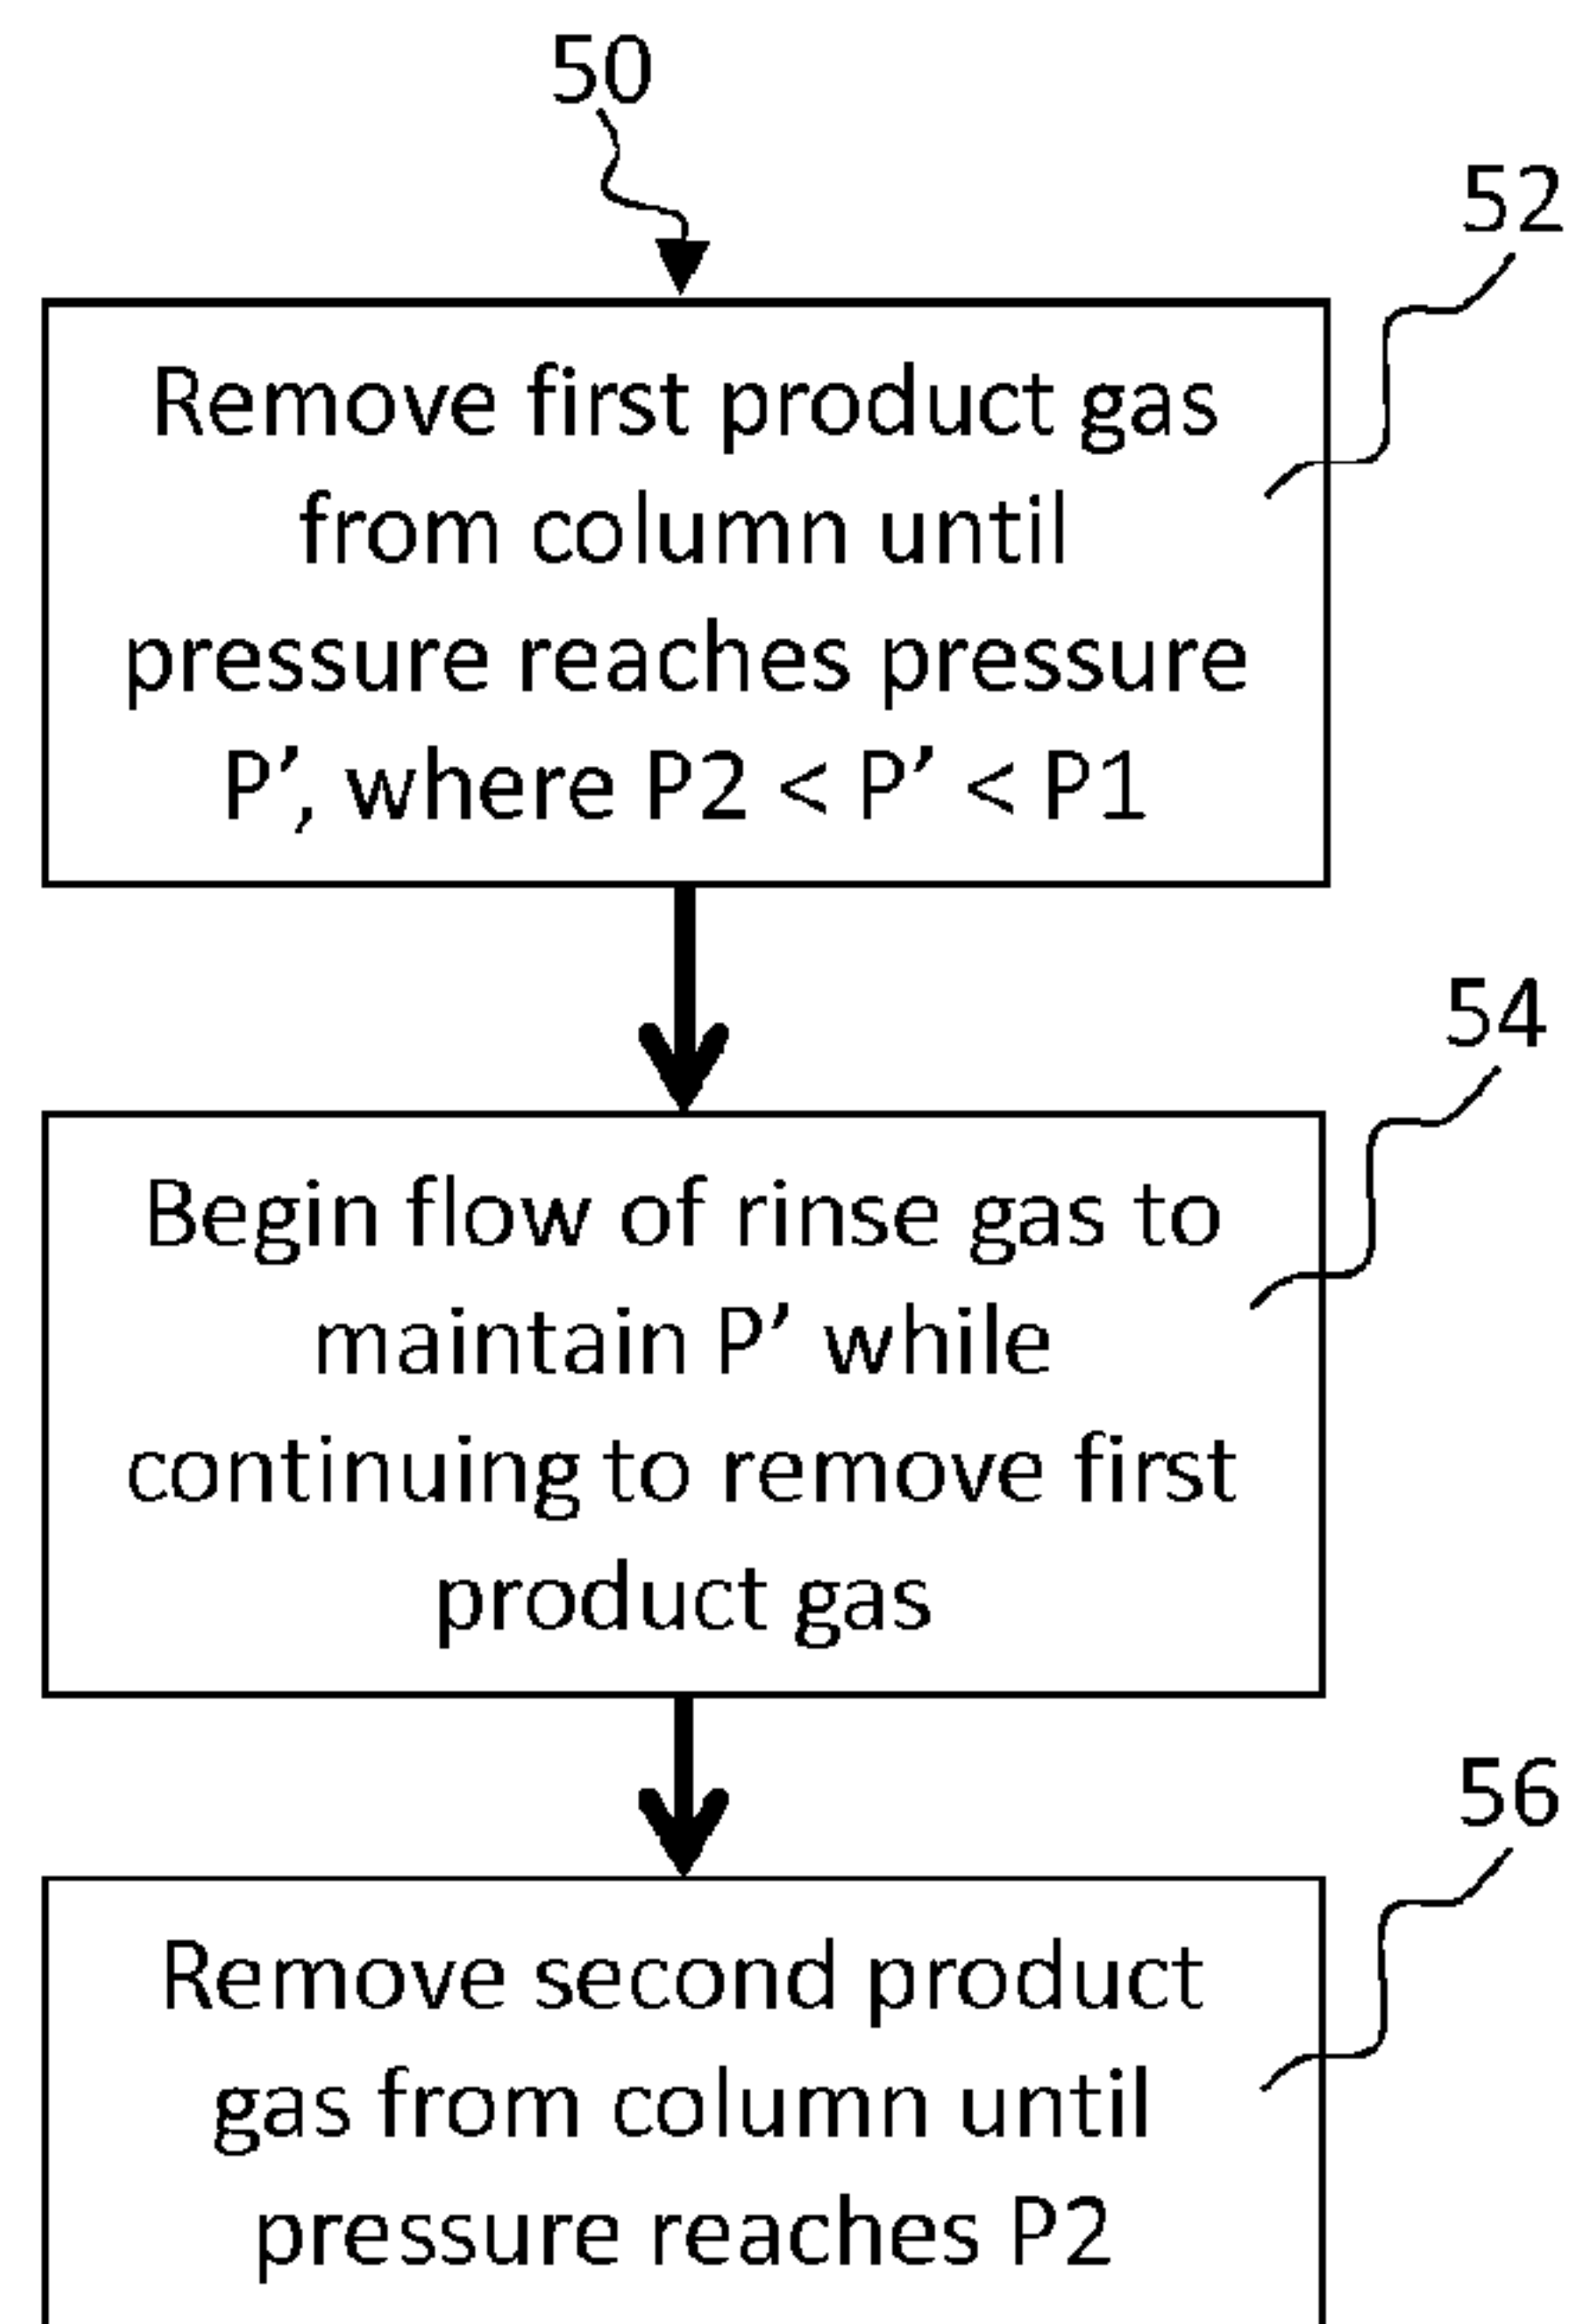 50
52
Remove first product gas
from column until
pressure reaches pressure
P’, where P2 < P’ < P1
54
Begin flow of rinse gas to
maintain P’ while
continuing to remove first
product gas
56
Remove second product
gas from column until
pressure reaches P2